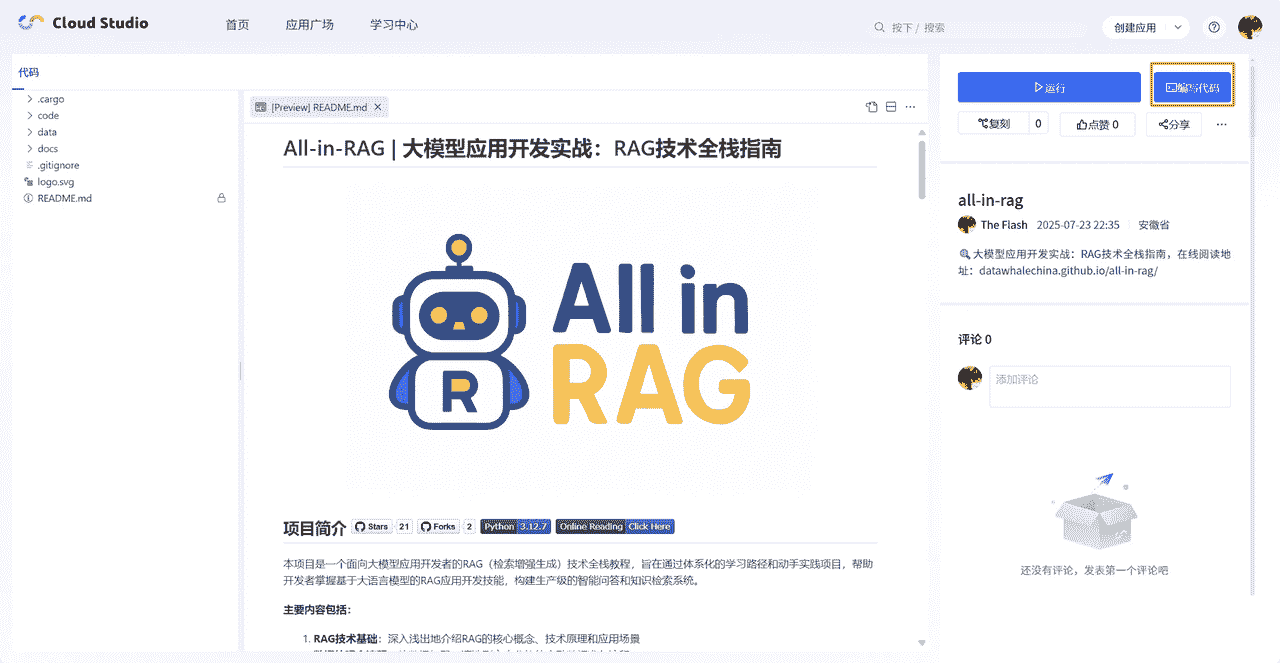 Cloud Studio
首页
应用广场
学习中心
按下 / 搜索
创建应用
代码
.cargo
code
data
docs
.gitignore
logo.svg
README.md
[Preview] README.md
All-in-RAG | 大模型应用开发实战：RAG技术全栈指南
All in
RAG
R
项目简介 Stars 21 Forks 2 Python 3.12.7 Online Reading Click Here
本项目是一个面向大模型应用开发者的RAG（检索增强生成）技术全栈教程，旨在通过体系化的学习路径和动手实践项目，帮助
开发者掌握基于大语言模型的RAG应用开发技能，构建生产级的智能问答和知识检索系统。
主要内容包括：
1. RAG技术基础：深入浅出地介绍RAG的核心概念、技术原理和应用场景
运行
编写代码
复刻 0
点赞 0
分享
all-in-rag
The Flash 2025-07-23 22:35 安徽省
大模型应用开发实战：RAG技术全栈指南，在线阅读地
址：datawhalechina.github.io/all-in-rag/
评论 0
添加评论
还没有评论，发表第一个评论吧